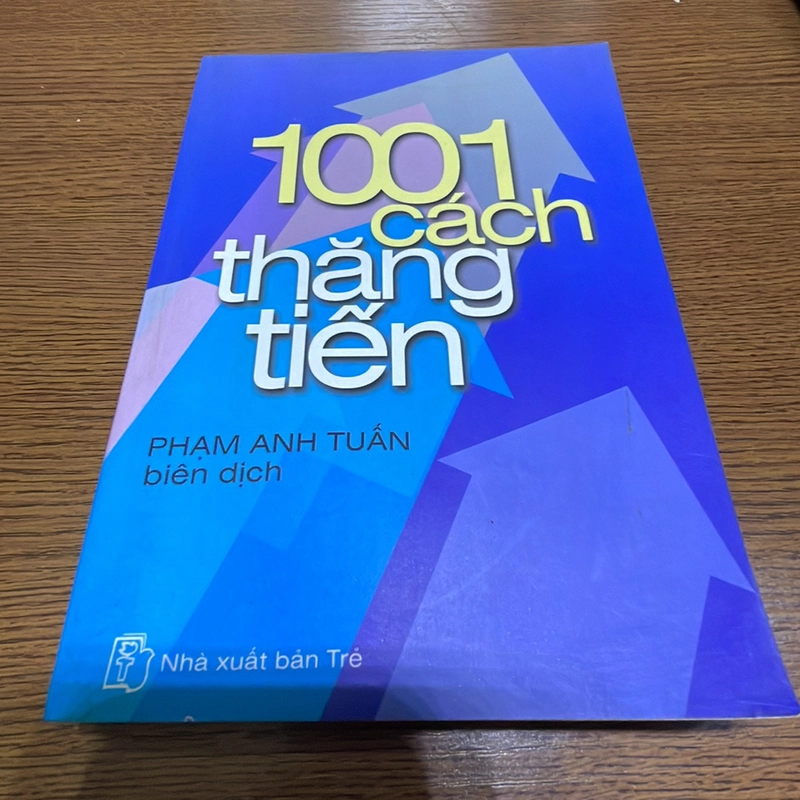 1001
cách
thăng
tiến
PHẠM ANH TUẤN
biên dịch
Nhà xuất bản Trẻ